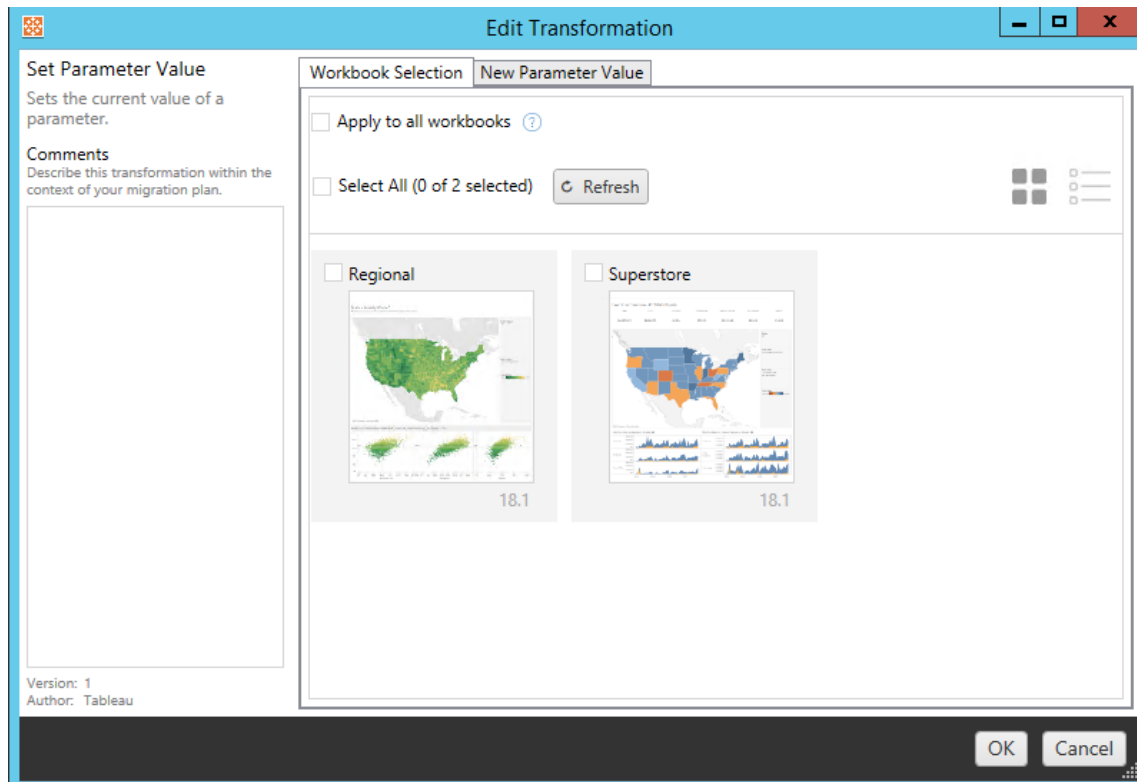 Edit Transformation
Set Parameter Value
Sets the current value of a
parameter.
Comments
Describe this transformation within the
context of your migration plan.
Version: 1
Author: Tableau
Workbook Selection
New Parameter Value
Apply to all workbooks ?
Select All (0 of 2 selected)
Refresh
Regional
18.1
Superstore
18.1
OK
Cancel